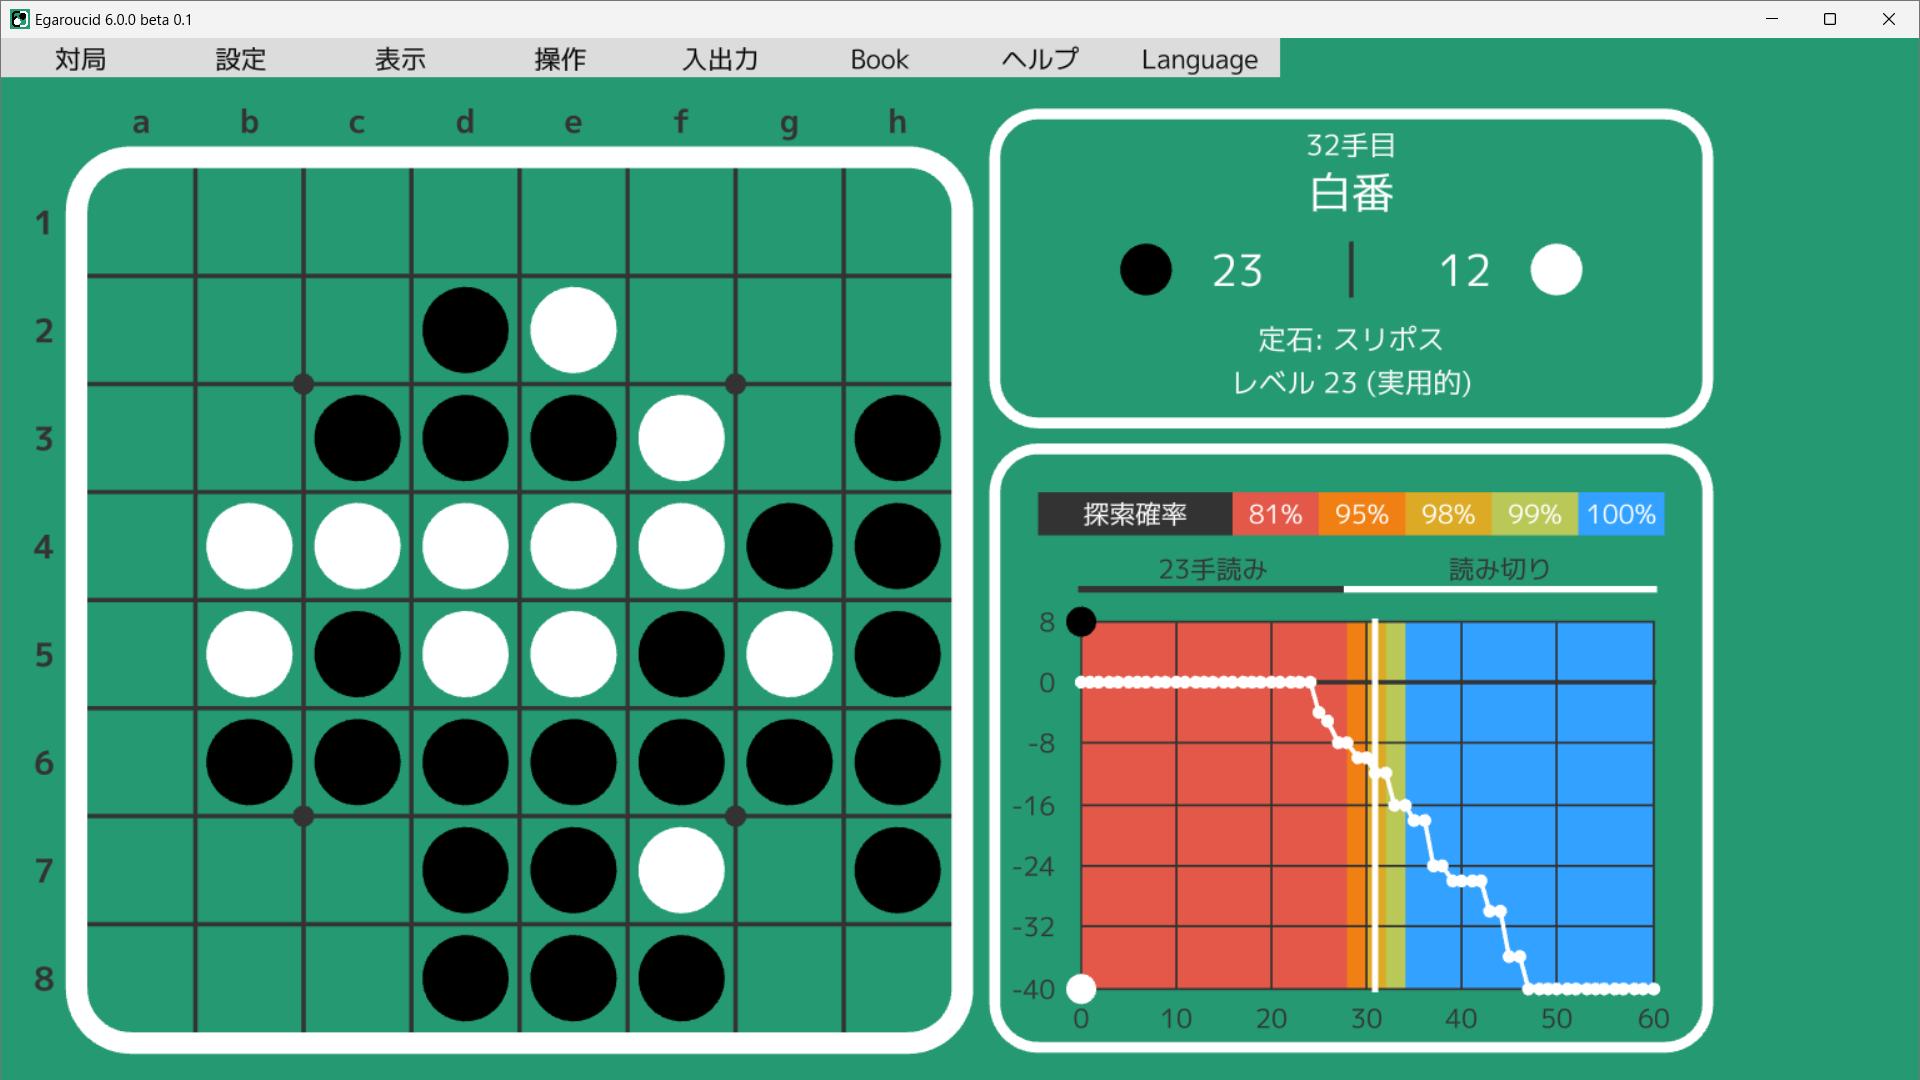 Egaroucid 6.0.0 beta 0.1
対局 設定 表示 操作 入出力 Book ヘルプ Language
a b c d e f g h
1
2
3
4
5
6
7
8
32手目
白番
23 12
定石: スリポス
レベル 23 (実用的)
探索確率 81% 95% 98% 99% 100%
23手読み 読み切り
8
0
-8
-16
-24
-32
-40
0 10 20 30 40 50 60